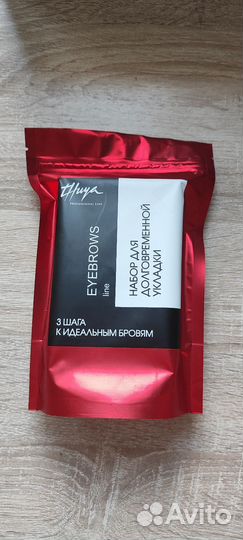 thuya
Professional Line
EYEBROWS
line
НАБОР ДЛЯ
ДОЛГОВРЕМЕННОЙ
УКЛАДКИ
3 ШАГА
К ИДЕАЛЬНЫМ БРОВЯМ
Avito